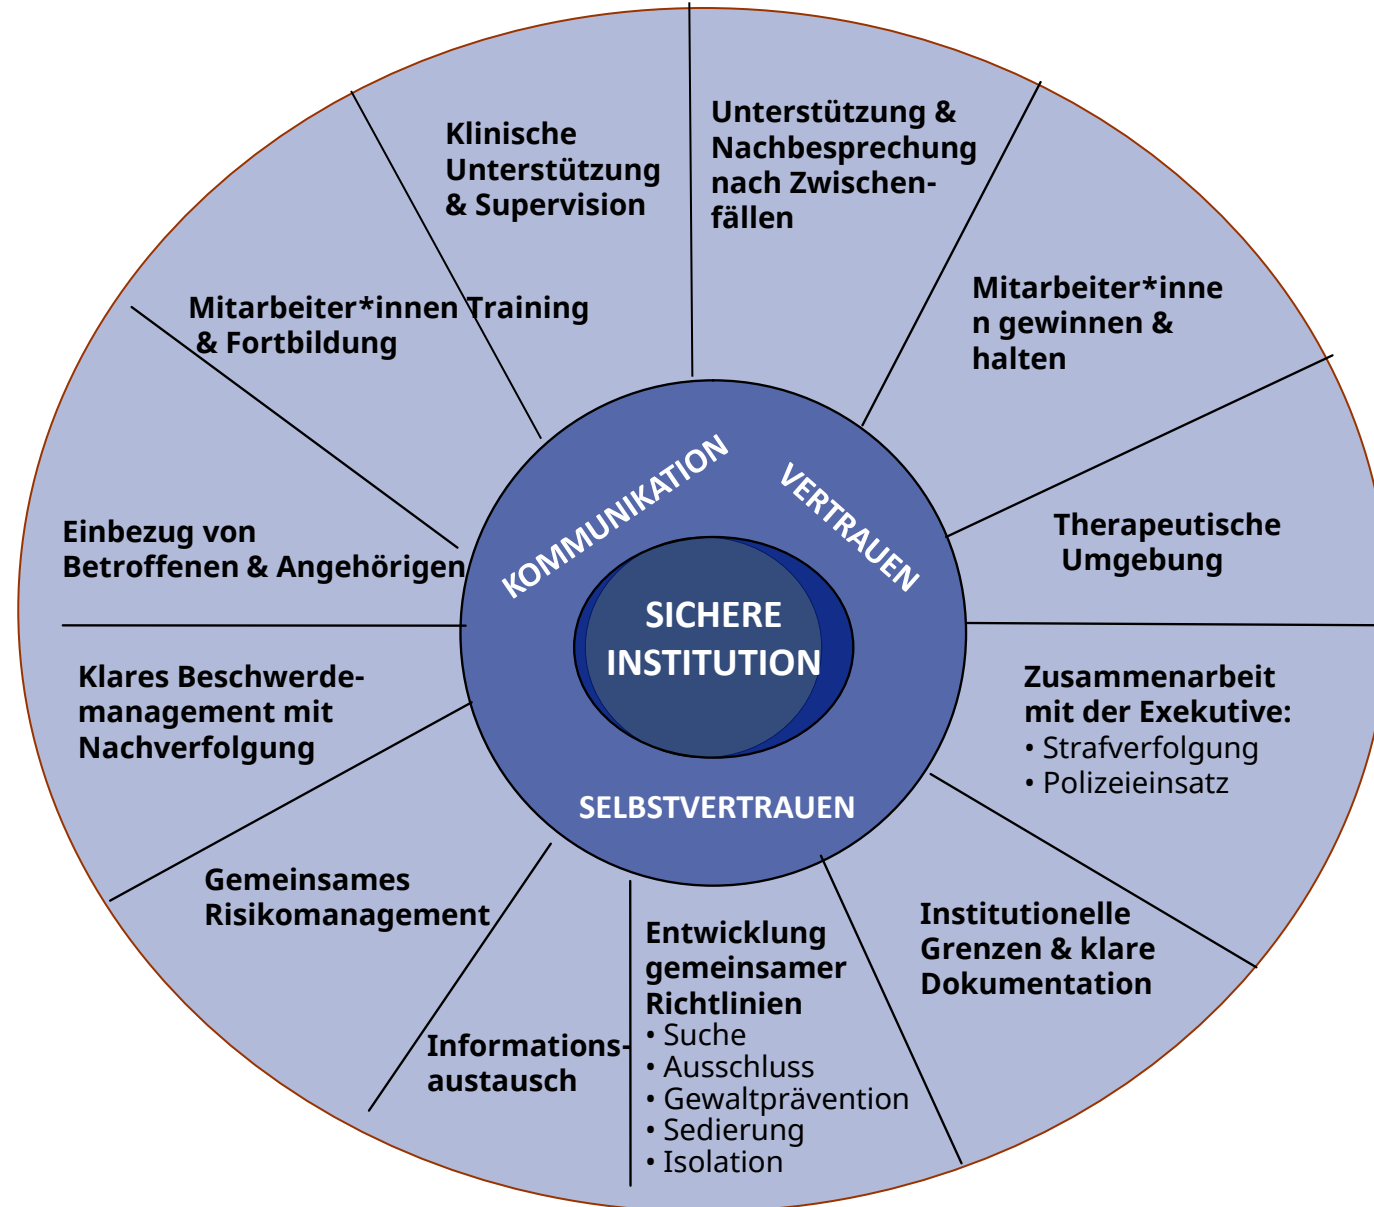 Klinische
Unterstützung
& Supervision
Unterstützung &
Nachbesprechung
nach Zwischen-
fällen
Mitarbeiter*inne
n gewinnen &
halten
Therapeutische
Umgebung
Zusammenarbeit
mit der Exekutive:
• Strafverfolgung
• Polizeieinsatz
Institutionelle
Grenzen & klare
Dokumentation
Entwicklung
gemeinsamer
Richtlinien
• Suche
• Ausschluss
• Gewaltprävention
• Sedierung
• Isolation
Informations-
austausch
Gemeinsames
Risikomanagement
Klares Beschwerde-
management mit
Nachverfolgung
Einbezug von
Betroffenen & Angehörigen
Mitarbeiter*innen Training
& Fortbildung
KOMMUNIKATION
VERTRAUEN
SICHERE
INSTITUTION
SELBSTVERTRAUEN